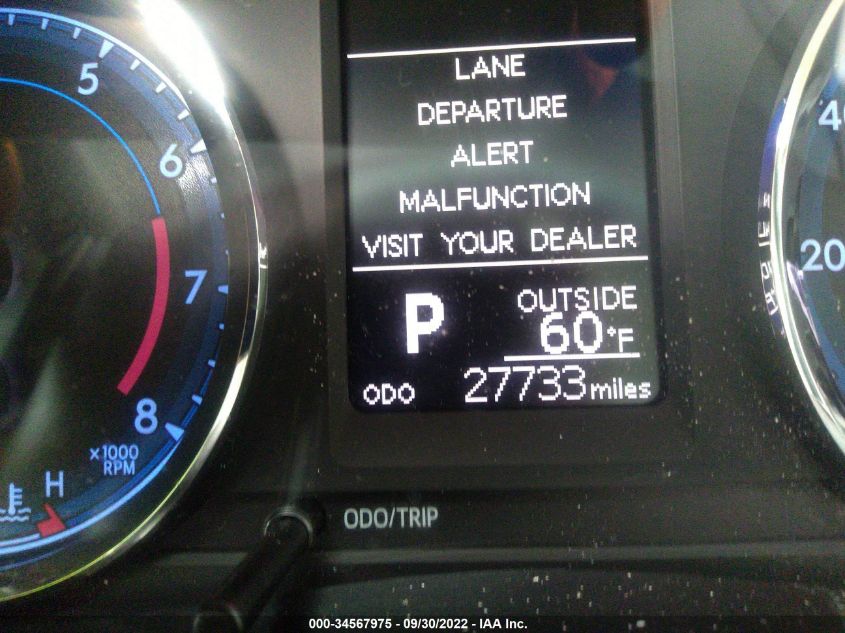 LANE
DEPARTURE
ALERT
MALFUNCTION
VISIT YOUR DEALER
P
OUTSIDE
60°F
ODO 27733 miles
5
6
7
8
x1000
RPM
H
40
20
ODO/TRIP
000-34567975 - 09/30/2022 - IAA Inc.